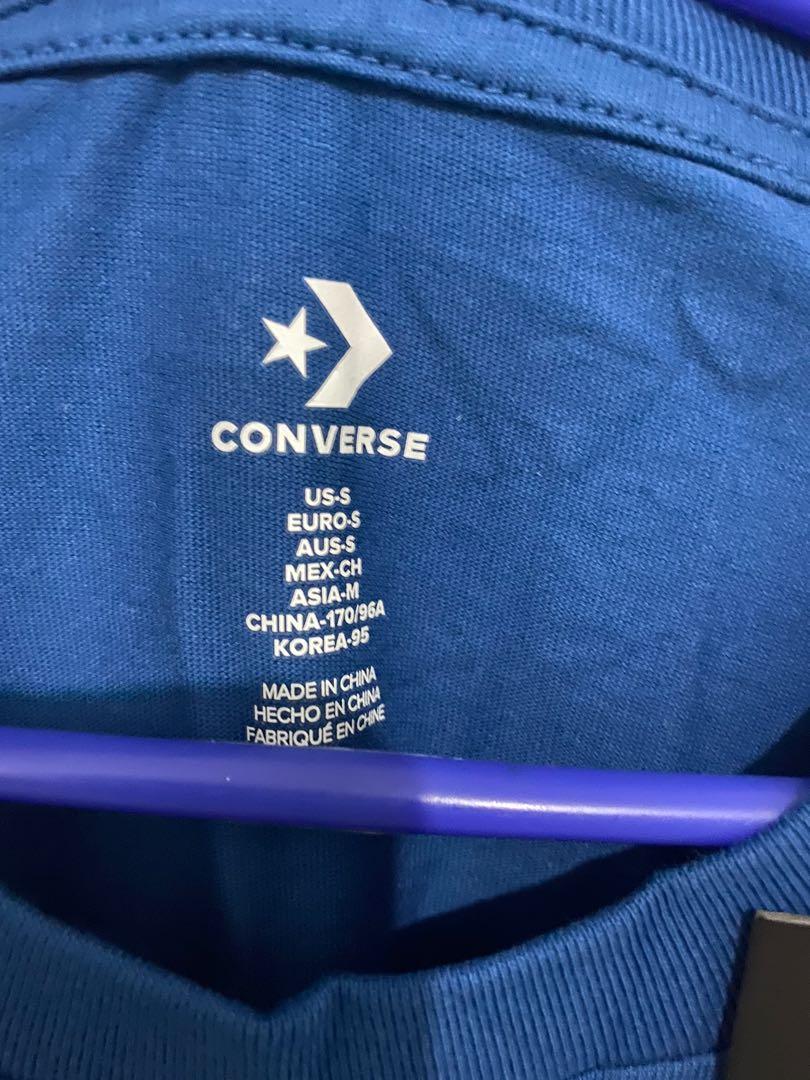 CONVERSE
US-S
EURO-S
AUS-S
MEX-CH
ASIA-M
CHINA-170/96A
KOREA-95
MADE IN CHINA
HECHO EN CHINA
FABRIQUÉ EN CHINE